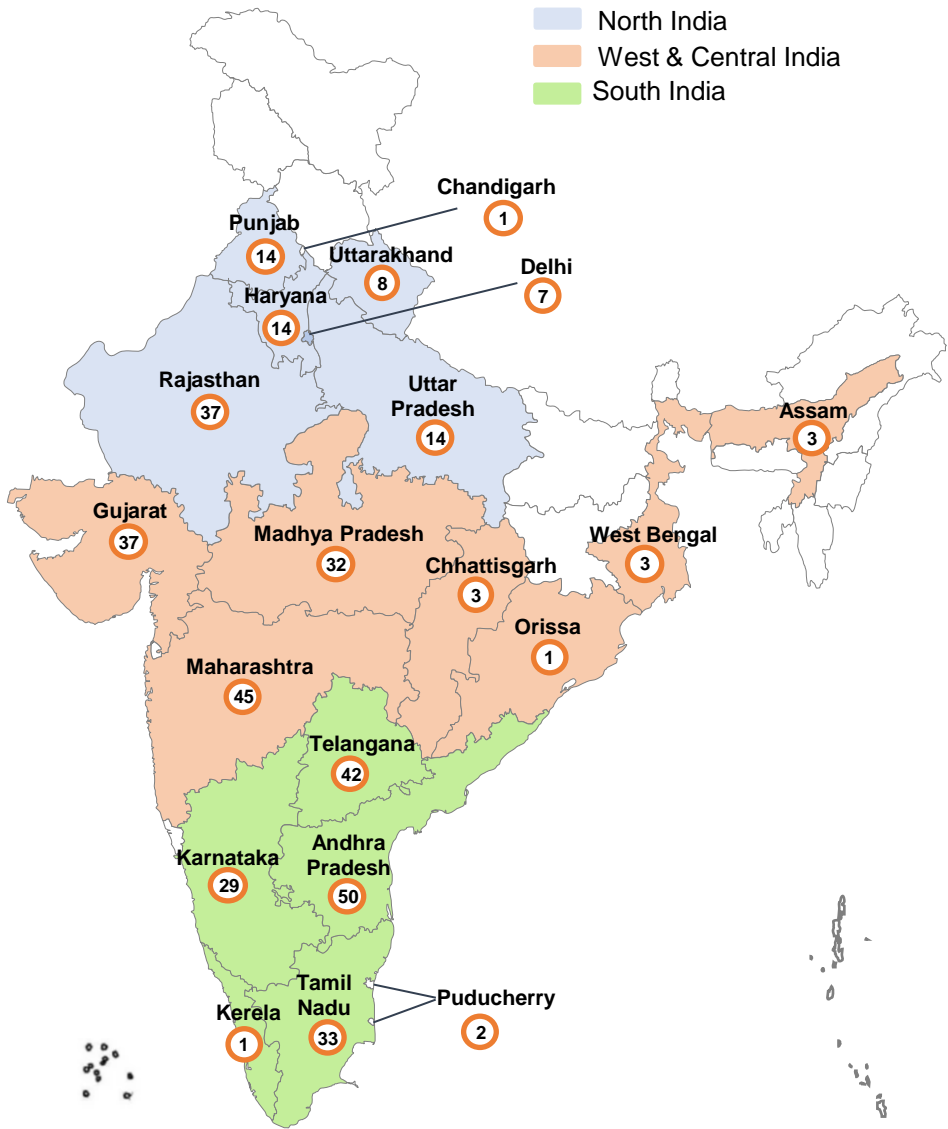 North India
West & Central India
South India
Chandigarh
1
Punjab
14
Uttarakhand
8
Delhi
7
Haryana
14
Rajasthan
37
Uttar
Pradesh
14
Assam
3
Gujarat
37
Madhya Pradesh
32
West Bengal
3
Chhattisgarh
3
Orissa
1
Maharashtra
45
Telangana
42
Andhra
Pradesh
50
Karnataka
29
Tamil
Nadu
33
Puducherry
2
Kerela
1